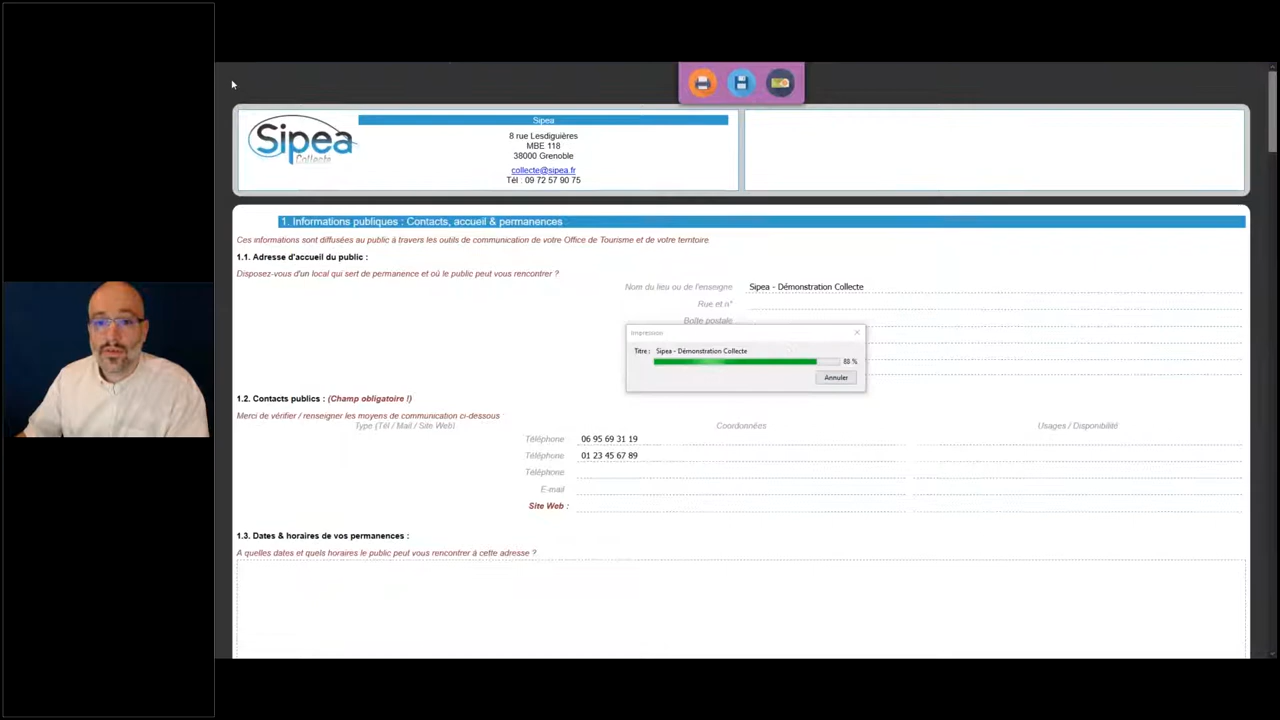 Sipea
Collecte
Sipea
8 rue Lesdiguières
MBE 118
38000 Grenoble
collecte@sipea.fr
Tél : 09 72 57 90 75
1. Informations publiques : Contacts, accueil & permanences :
Ces informations sont diffusées au public à travers les outils de communication de votre Office de Tourisme et de votre territoire
1.1. Adresse d'accueil du public :
Disposez-vous d'un local qui sert de permanence et où le public peut vous rencontrer ?
Nom du lieu ou de l'enseigne Sipea - Démonstration Collecte
Rue et n°
Boîte postale
Impression
Titre : Sipea - Démonstration Collecte
88 %
Annuler
1.2. Contacts publics : (Champ obligatoire !)
Merci de vérifier / renseigner les moyens de communication ci-dessous :
Type (Tél / Mail / Site Web) Coordonnées Usages / Disponibilité
Téléphone 06 95 69 31 19
Téléphone 01 23 45 67 89
Téléphone
E-mail
Site Web :
1.3. Dates & horaires de vos permanences :
A quelles dates et quels horaires le public peut vous rencontrer à cette adresse ?